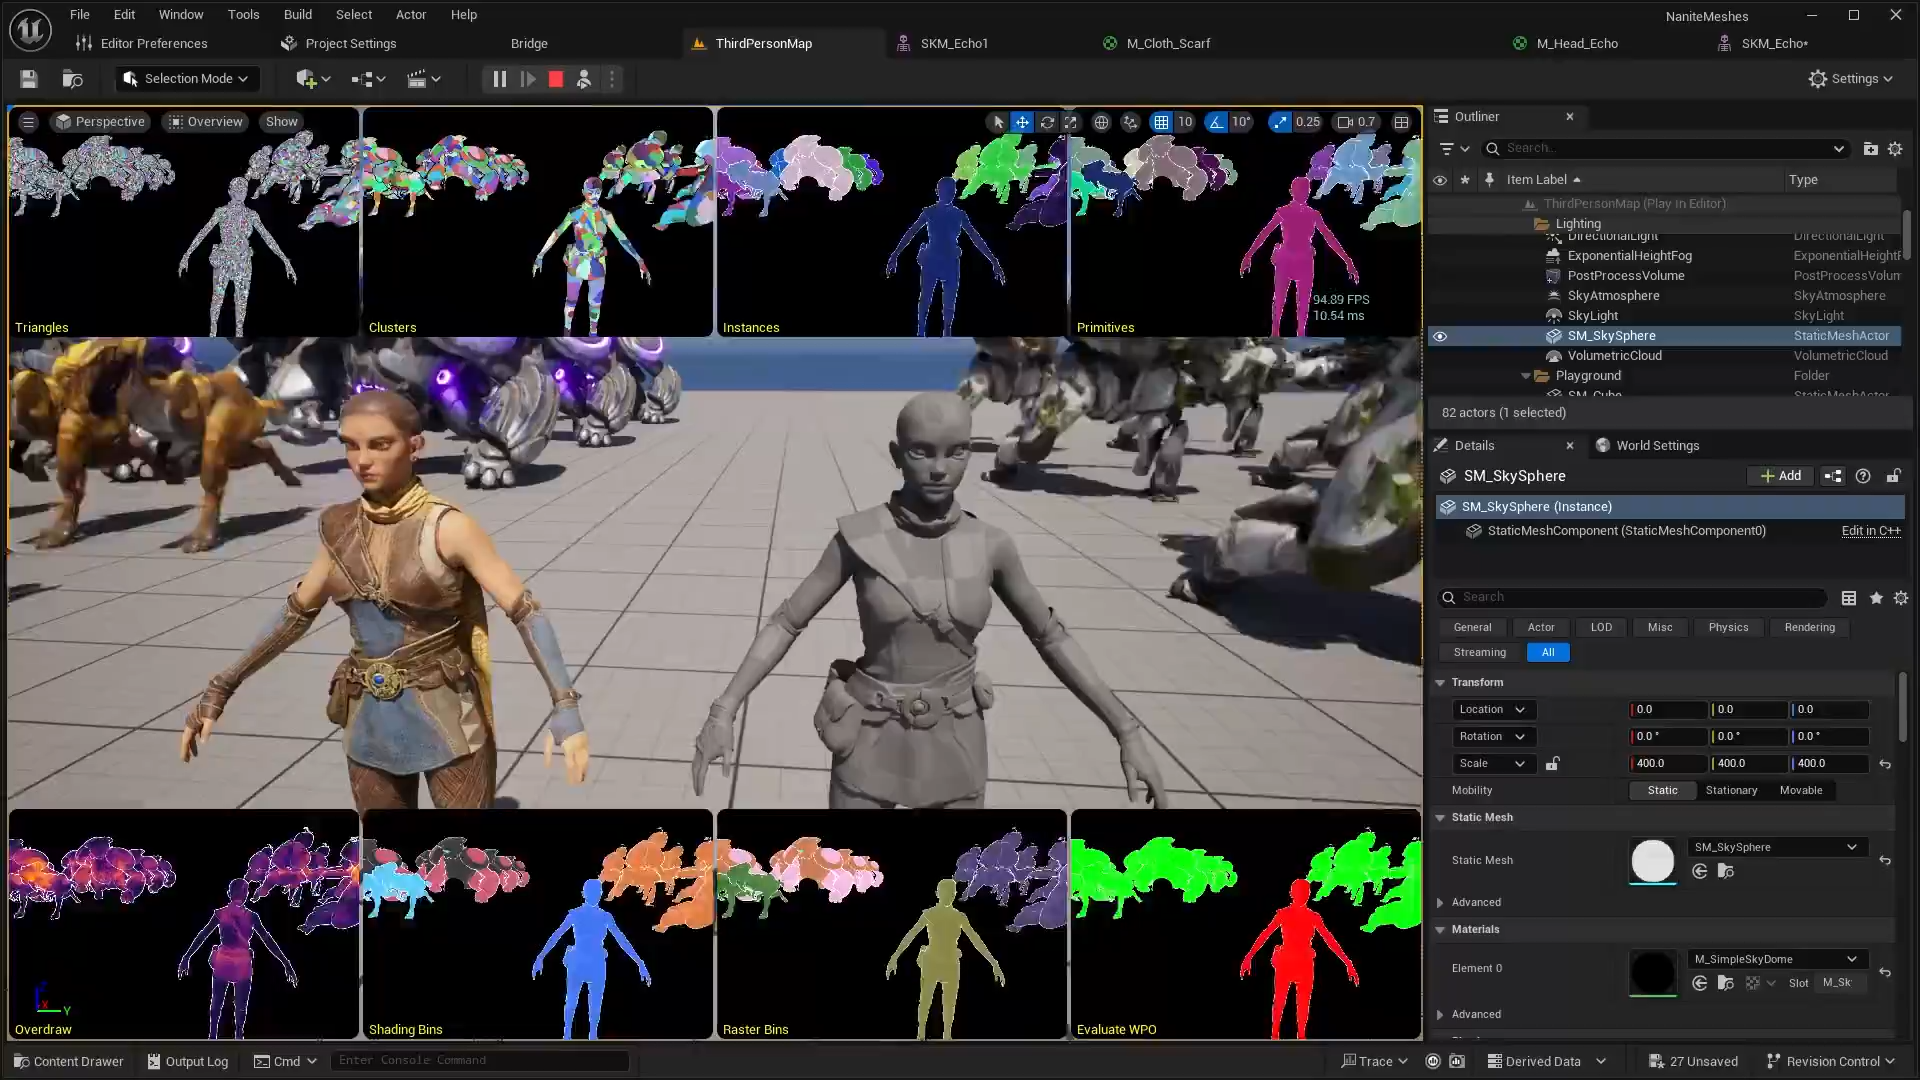 File Edit Window Tools Build Select Actor Help
NaniteMeshes
Editor Preferences Project Settings Bridge ThirdPersonMap SKM_Echo1 M_Cloth_Scarf M_Head_Echo SKM_Echo*
Selection Mode
Settings
Perspective Overview Show
10 10° 0.25 0.7
Triangles
Clusters
Instances
Primitives
94.89 FPS
10.54 ms
Overdraw
Shading Bins
Raster Bins
Evaluate WPO
X
Y
Outliner
Search...
Item Label Type
ThirdPersonMap (Play In Editor)
Lighting
DirectionalLight DirectionalLight
ExponentialHeightFog ExponentialHeightF
PostProcessVolume PostProcessVolum
SkyAtmosphere SkyAtmosphere
SkyLight SkyLight
SM_SkySphere StaticMeshActor
VolumetricCloud VolumetricCloud
Playground Folder
SM_Cube StaticMeshActor
82 actors (1 selected)
Details World Settings
SM_SkySphere Add
SM_SkySphere (Instance)
StaticMeshComponent (StaticMeshComponent0) Edit in C++
Search
General Actor LOD Misc Physics Rendering
Streaming All
Transform
Location 0.0 0.0 0.0
Rotation 0.0 ° 0.0 ° 0.0 °
Scale 400.0 400.0 400.0
Mobility Static Stationary Movable
Static Mesh
Static Mesh SM_SkySphere
Advanced
Materials
Element 0 M_SimpleSkyDome
Slot M_Sk
Advanced
Content Drawer Output Log Cmd Enter Console Command
Trace Derived Data 27 Unsaved Revision Control